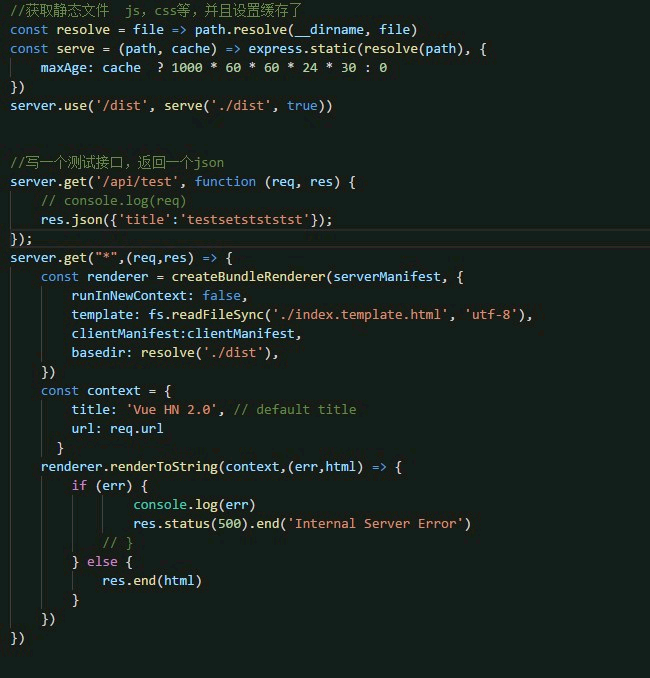 //获取静态文件  js，css等，并且设置缓存了
const resolve = file => path.resolve(__dirname, file)
const serve = (path, cache) => express.static(resolve(path), {
    maxAge: cache  ? 1000 * 60 * 60 * 24 * 30 : 0
})
server.use('/dist', serve('./dist', true))
//写一个测试接口，返回一个json
server.get('/api/test', function (req, res) {
    // console.log(req)
    res.json({'title':'testsetstststst'});
});
server.get("*",(req,res) => {
    const renderer = createBundleRenderer(serverManifest, {
        runInNewContext: false,
        template: fs.readFileSync('./index.template.html', 'utf-8'),
        clientManifest:clientManifest,
        basedir: resolve('./dist'),
    })
    const context = {
        title: 'Vue HN 2.0', // default title
        url: req.url
      }
    renderer.renderToString(context,(err,html) => {
        if (err) {
                console.log(err)
                res.status(500).end('Internal Server Error')
            // }
        } else {
            res.end(html)
        }
    })
})